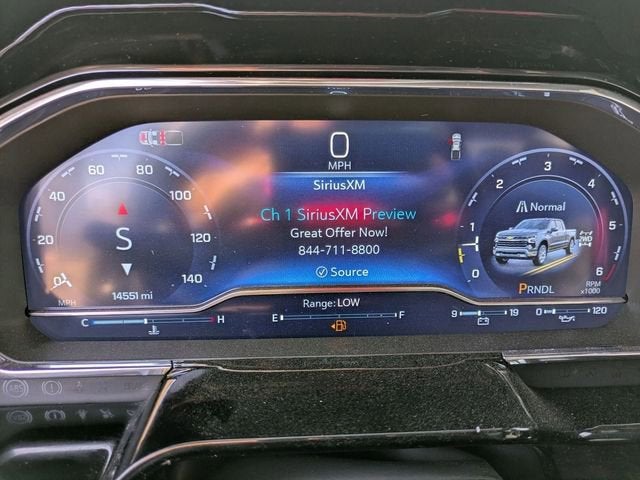 0
MPH
SiriusXM
Ch 1 SiriusXM Preview
Great Offer Now!
844-711-8800
Source
20
40
60
80
100
120
140
S
MPH
14551 mi
0
1
2
3
4
5
6
Normal
2WD
PRNDL
RPM
x1000
Range: LOW
C H
E F
9 19
0 120